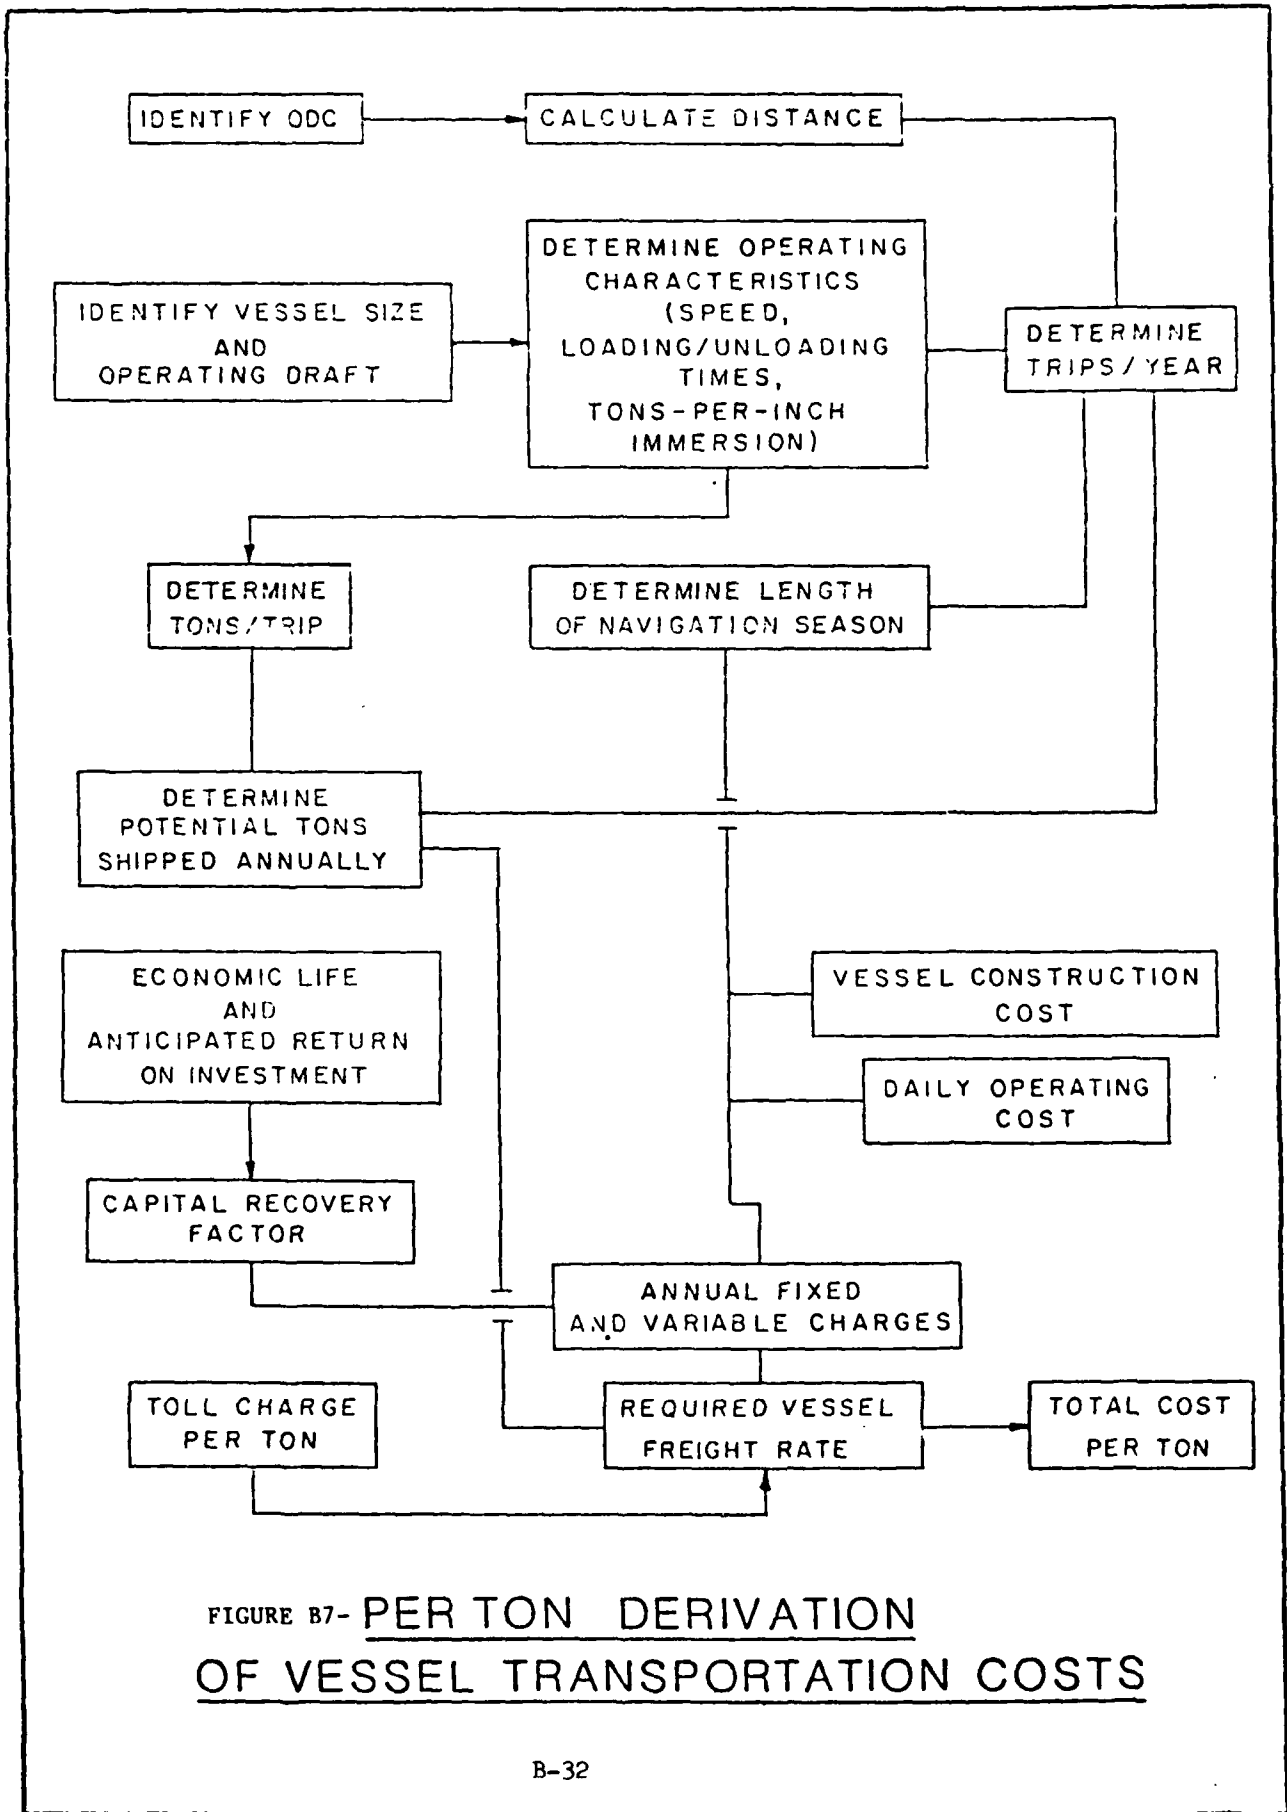 IDENTIFY ODC
CALCULATE DISTANCE
DETERMINE OPERATING
CHARACTERISTICS
(SPEED,
LOADING/UNLOADING
TIMES,
TONS-PER-INCH
IMMERSION)
IDENTIFY VESSEL SIZE
AND
OPERATING DRAFT
DETERMINE
TRIPS/YEAR
DETERMINE
TONS/TRIP
DETERMINE LENGTH
OF NAVIGATION SEASON
DETERMINE
POTENTIAL TONS
SHIPPED ANNUALLY
ECONOMIC LIFE
AND
ANTICIPATED RETURN
ON INVESTMENT
VESSEL CONSTRUCTION
COST
DAILY OPERATING
COST
CAPITAL RECOVERY
FACTOR
ANNUAL FIXED
AND VARIABLE CHARGES
TOLL CHARGE
PER TON
REQUIRED VESSEL
FREIGHT RATE
TOTAL COST
PER TON
FIGURE B7- PER TON DERIVATION
OF VESSEL TRANSPORTATION COSTS
B-32